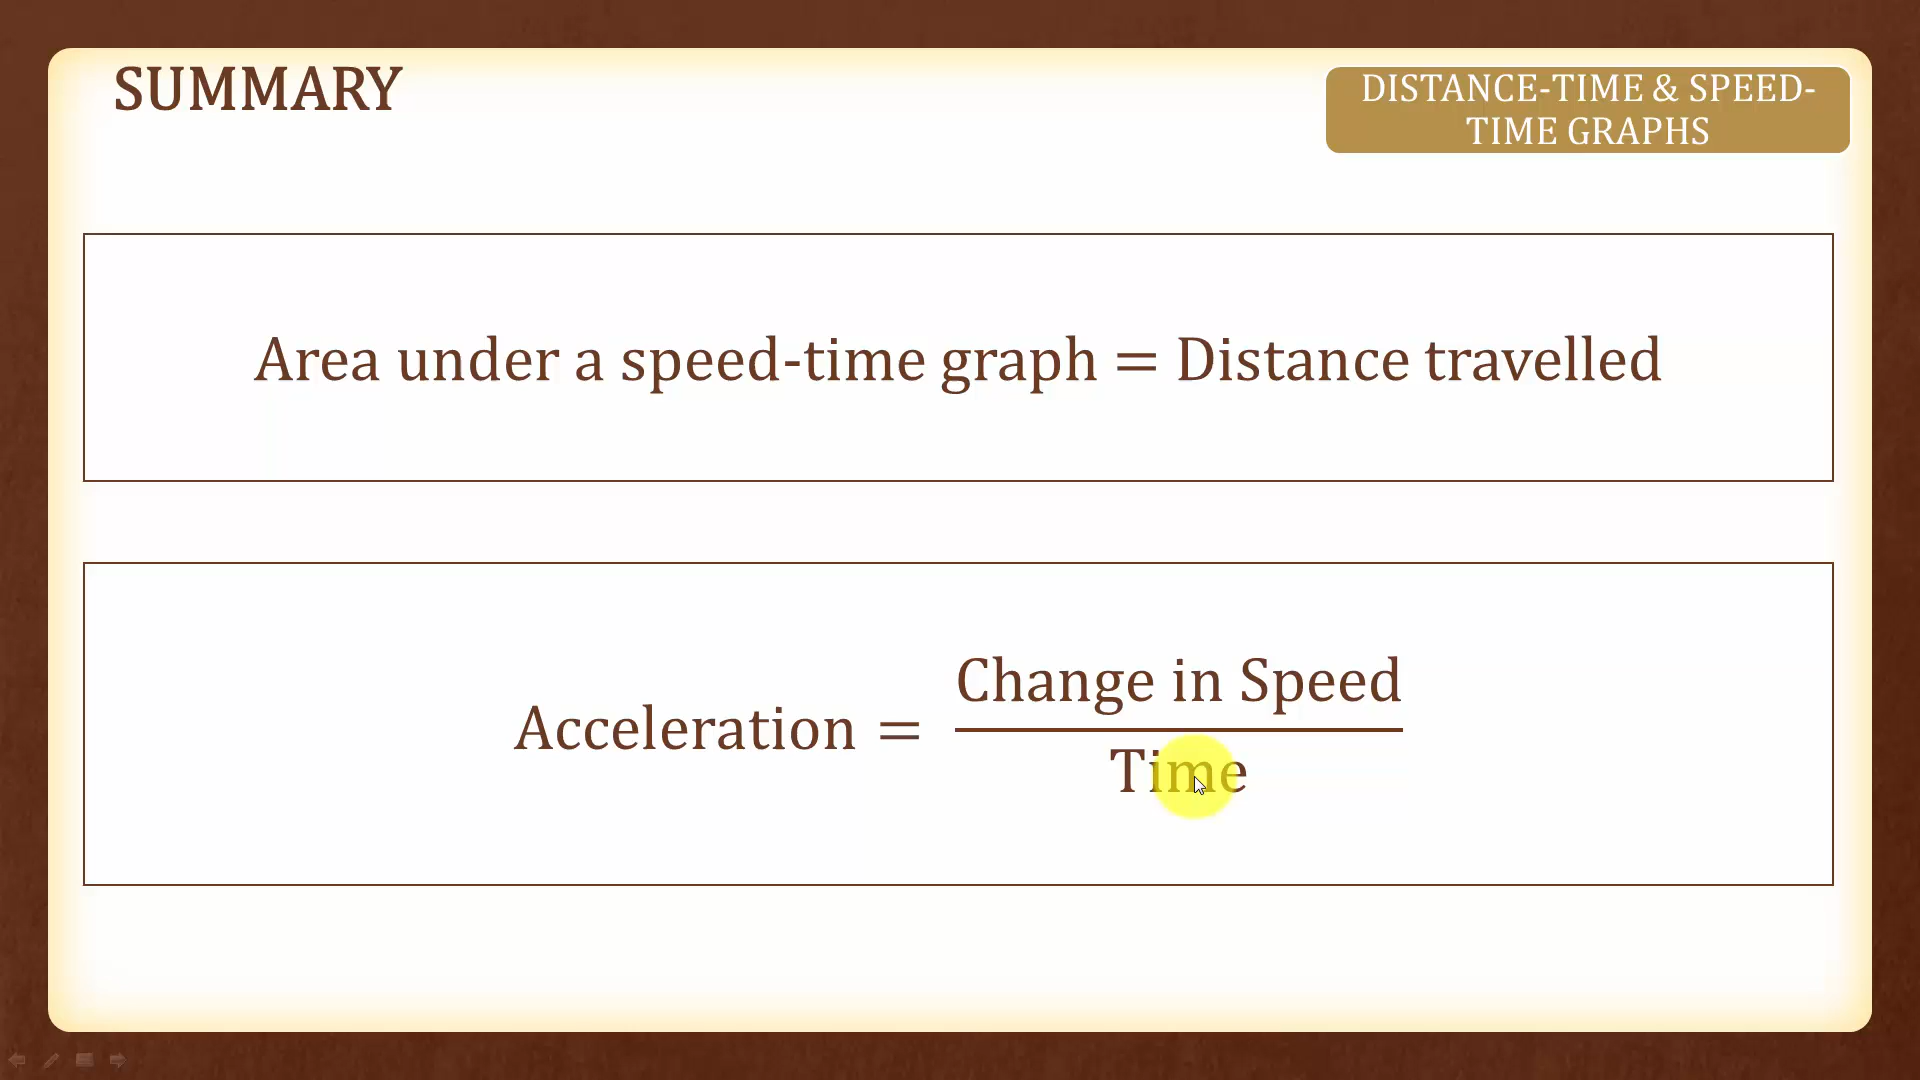 SUMMARY
DISTANCE-TIME & SPEED-
TIME GRAPHS
Area under a speed-time graph = Distance travelled
Acceleration = Change in Speed
Time